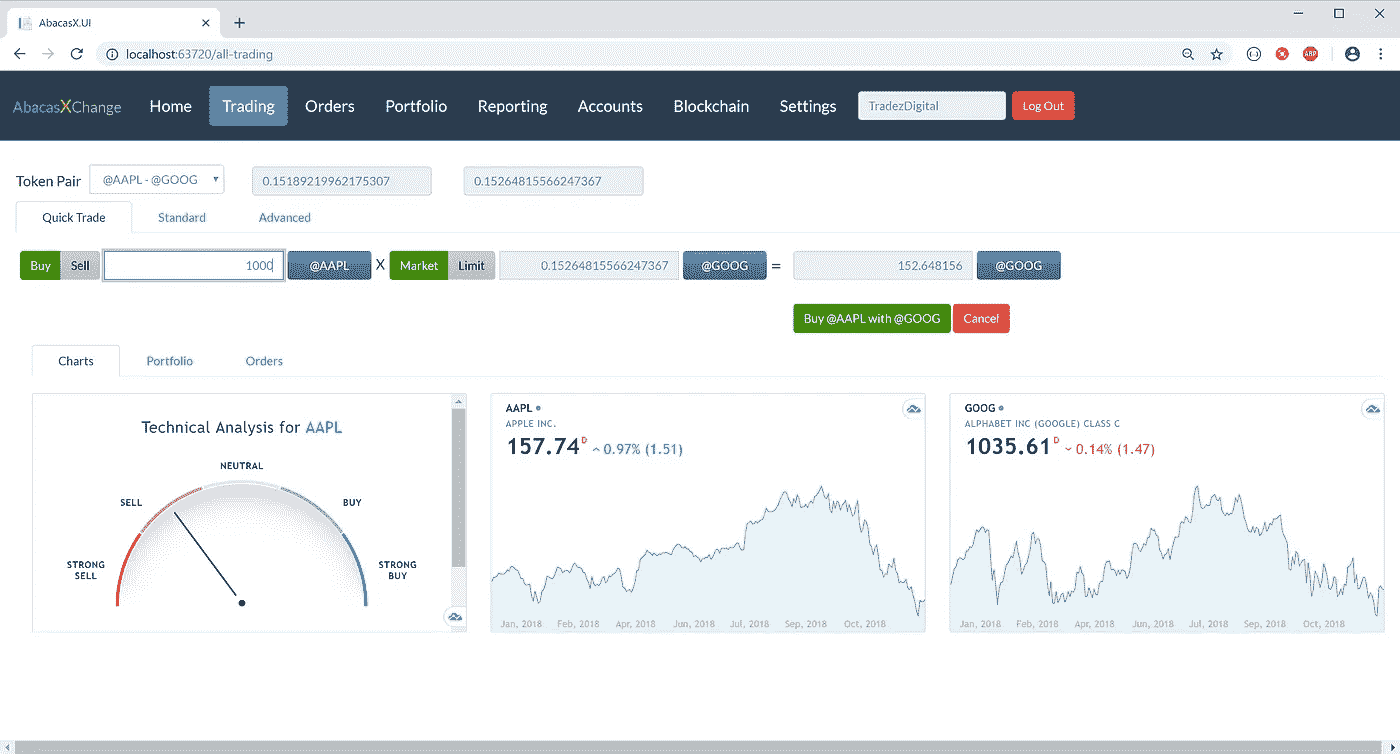 AbacasX.UI
localhost:63720/all-trading
ABP
AbacasXChange Home Trading Orders Portfolio Reporting Accounts Blockchain Settings TradezDigital Log Out
Token Pair @AAPL - @GOOG 0.15189219962175307 0.15264815566247367
Quick Trade Standard Advanced
Buy Sell 1000 @AAPL X Market Limit 0.15264815566247367 @GOOG = 152.648156 @GOOG
Buy @AAPL with @GOOG Cancel
Charts Portfolio Orders
Technical Analysis for AAPL
NEUTRAL
SELL BUY
STRONG SELL STRONG BUY
AAPL
APPLE INC.
157.74 D 0.97% (1.51)
Jan, 2018 Feb, 2018 Apr, 2018 Jun, 2018 Jul, 2018 Sep, 2018 Oct, 2018
GOOG
ALPHABET INC (GOOGLE) CLASS C
1035.61 D 0.14% (1.47)
Jan, 2018 Feb, 2018 Apr, 2018 Jun, 2018 Jul, 2018 Sep, 2018 Oct, 2018